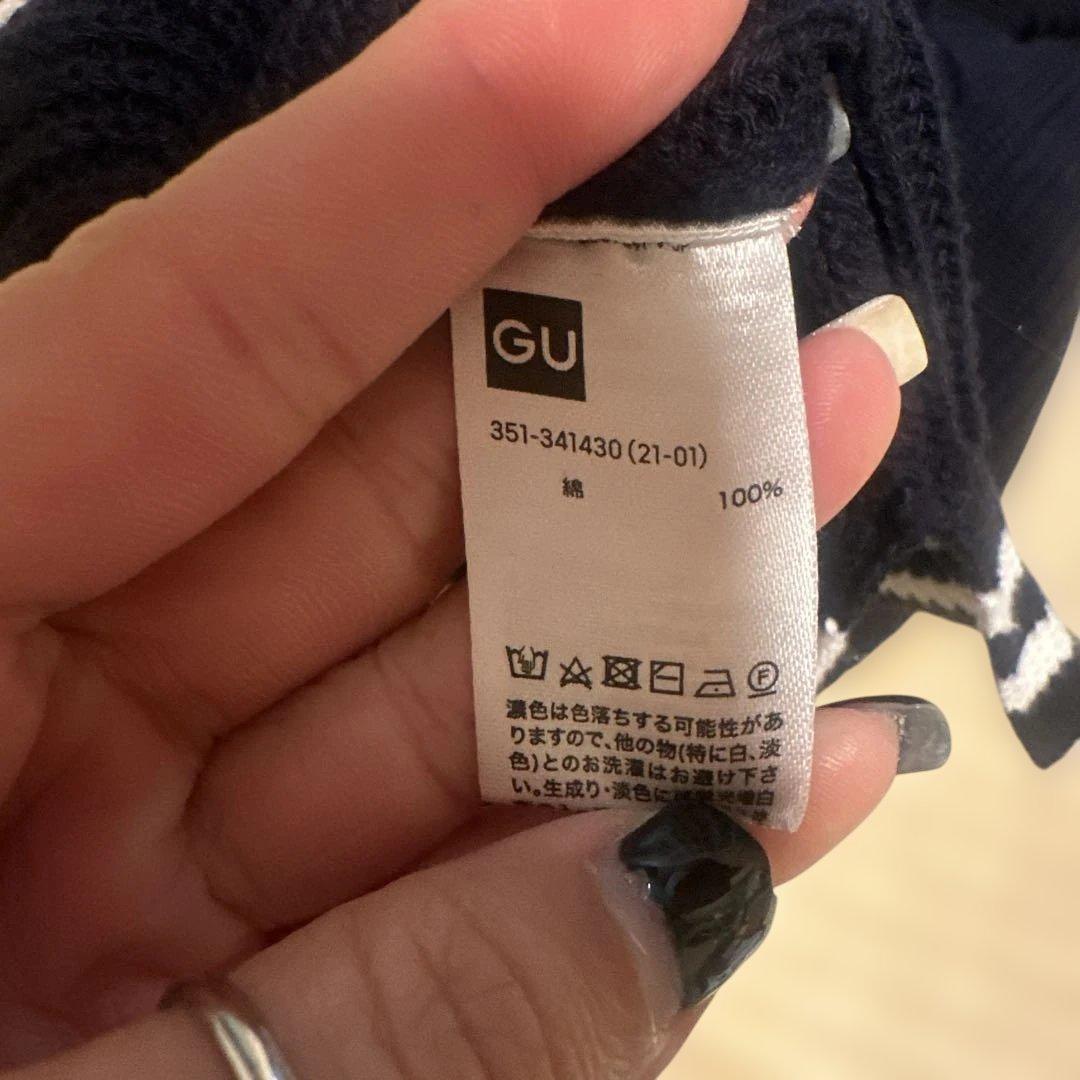 GU
351-341430 (21-01)
綿 100%
F
濃色は色落ちする可能性があ
りますので、他の物(特に白、淡
色)とのお洗濯はお避け下さ
い。生成り・淡色に